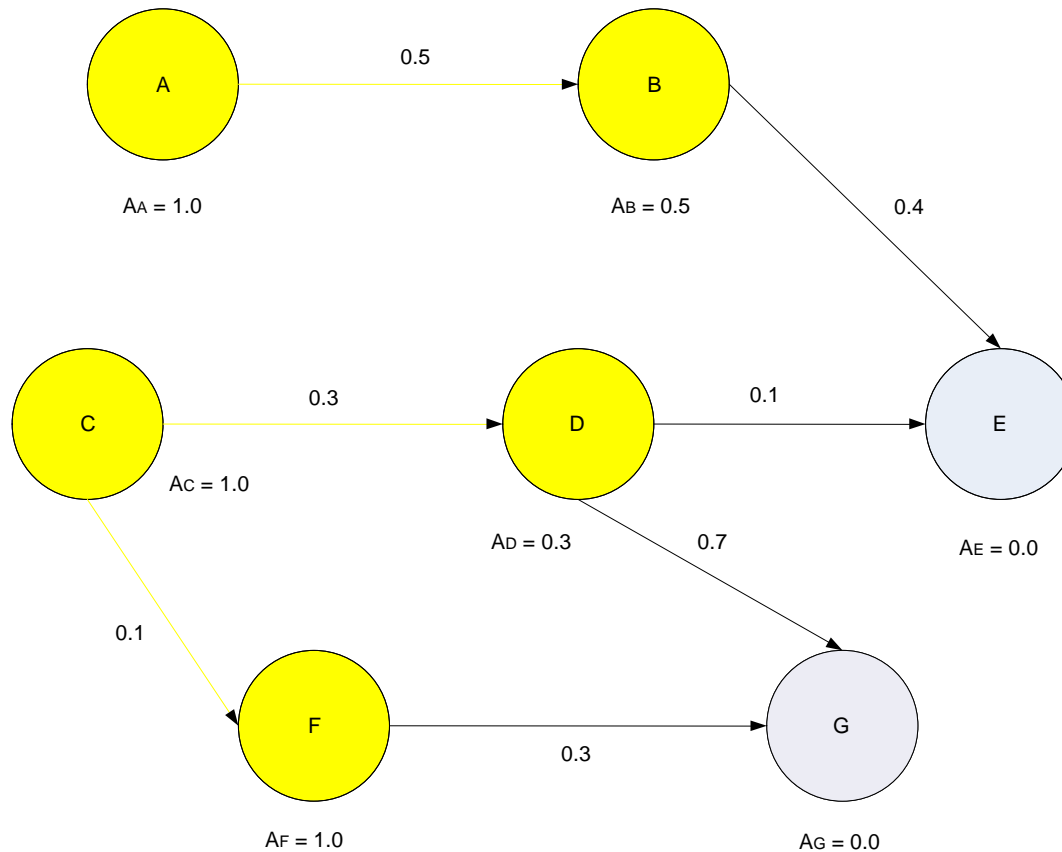 A
0.5
B
AA = 1.0
AB = 0.5
0.4
C
0.3
D
0.1
E
AC = 1.0
AD = 0.3
0.7
AE = 0.0
0.1
F
0.3
G
AF = 1.0
AG = 0.0